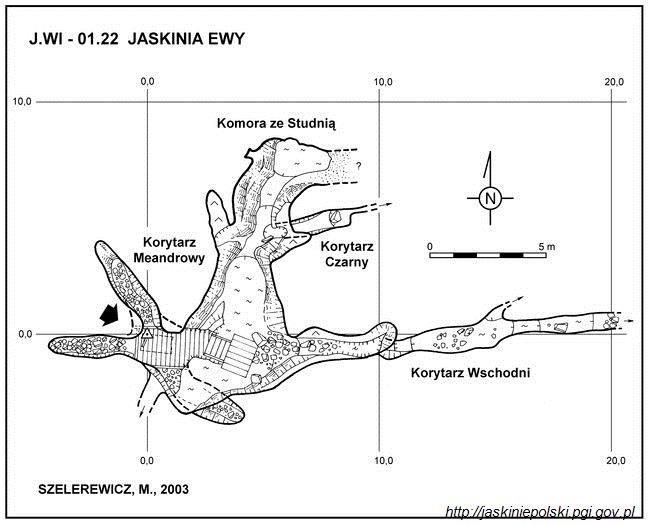 J.WI - 01.22 JASKINIA EWY
0,0
10,0
20,0
10,0
Komora ze Studnią
?
N
Korytarz
Meandrowy
Korytarz
Czarny
0
5 m
0,0
Korytarz Wschodni
0,0
10,0
20,0
SZELEREWICZ, M., 2003
http://jaskiniepolski.pgi.gov.pl